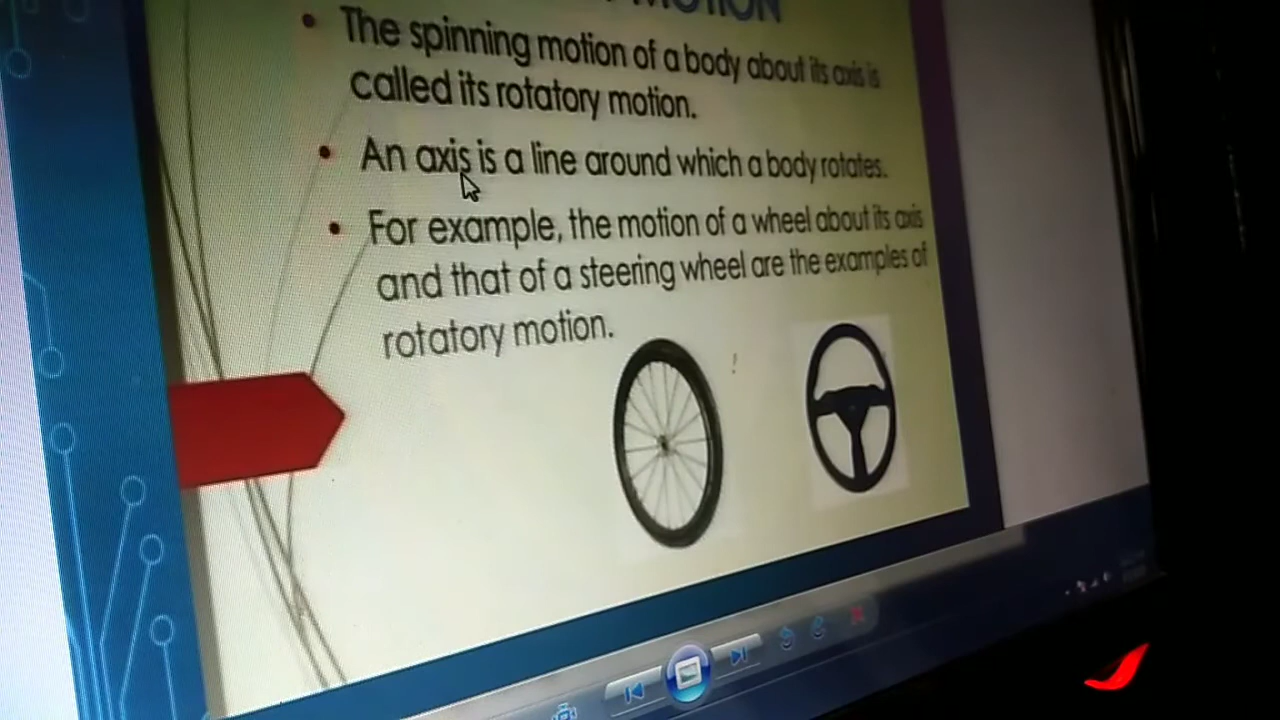 MOTION
The spinning motion of a body about its axis is
called its rotatory motion.
An axis is a line around which a body rotates.
For example, the motion of a wheel about its axis
and that of a steering wheel are the examples of
rotatory motion.